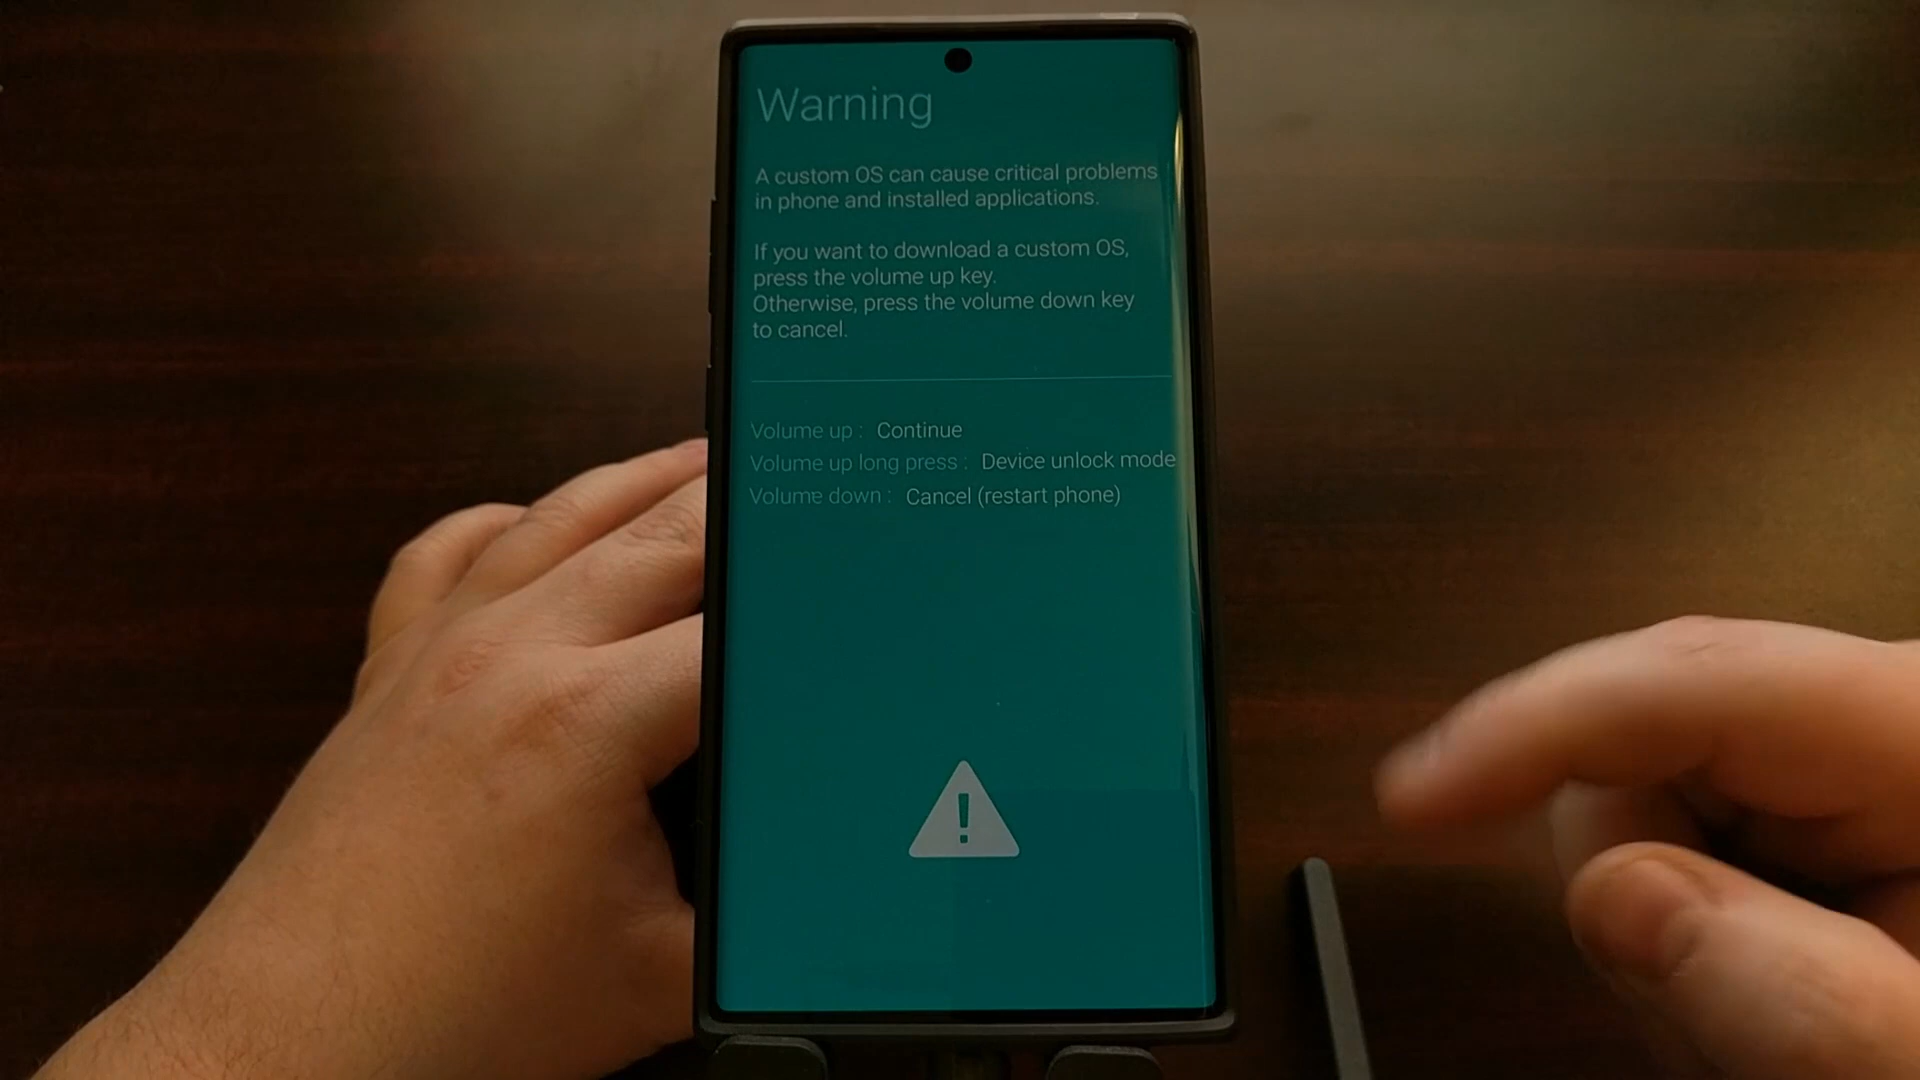 Warning
A custom OS can cause critical problems
in phone and installed applications.
If you want to download a custom OS,
press the volume up key.
Otherwise, press the volume down key
to cancel.
Volume up : Continue
Volume up long press : Device unlock mode
Volume down : Cancel (restart phone)
!